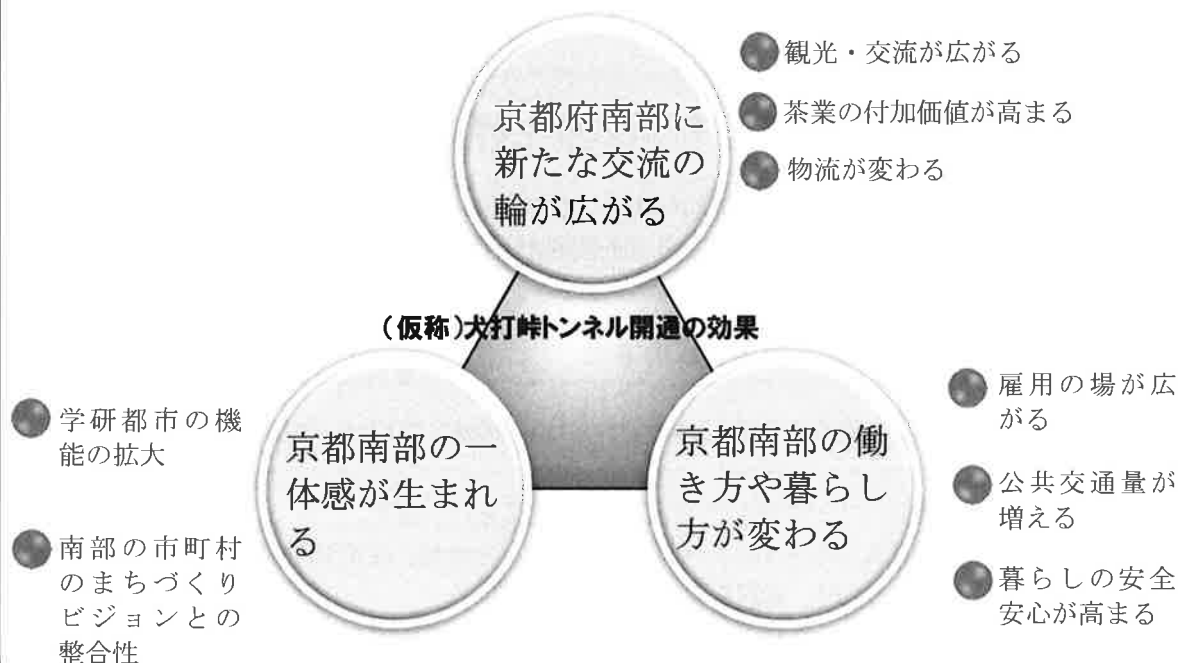 京都府南部に
新たな交流の
輪が広がる
観光・交流が広がる
茶業の付加価値が高まる
物流が変わる
(仮称)犬打峠トンネル開通の効果
京都南部の一
体感が生まれ
る
学研都市の機
能の拡大
南部の市町村
のまちづくり
ビジョンとの
整合性
京都南部の働
き方や暮らし
方が変わる
雇用の場が広
がる
公共交通量が
増える
暮らしの安全
安心が高まる